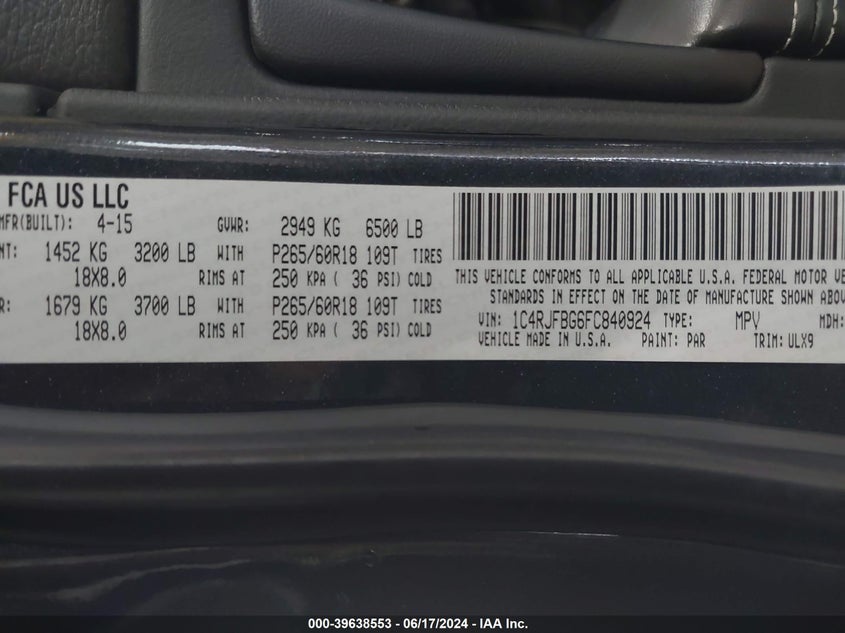 FCA US LLC
MFR(BUILT): 4-15 GVWR: 2949 KG 6500 LB
NT: 1452 KG 3200 LB WITH P265/60R18 109T TIRES
18X8.0 RIMS AT 250 KPA ( 36 PSI) COLD
R: 1679 KG 3700 LB WITH P265/60R18 109T TIRES
18X8.0 RIMS AT 250 KPA ( 36 PSI) COLD
THIS VEHICLE CONFORMS TO ALL APPLICABLE U.S.A. FEDERAL MOTOR VE
STANDARDS IN EFFECT ON THE DATE OF MANUFACTURE SHOWN ABOV
VIN: 1C4RJFBG6FC840924 TYPE: MPV MDH:
VEHICLE MADE IN U.S.A. PAINT: PAR TRIM: ULX9
000-39638553 - 06/17/2024 - IAA Inc.